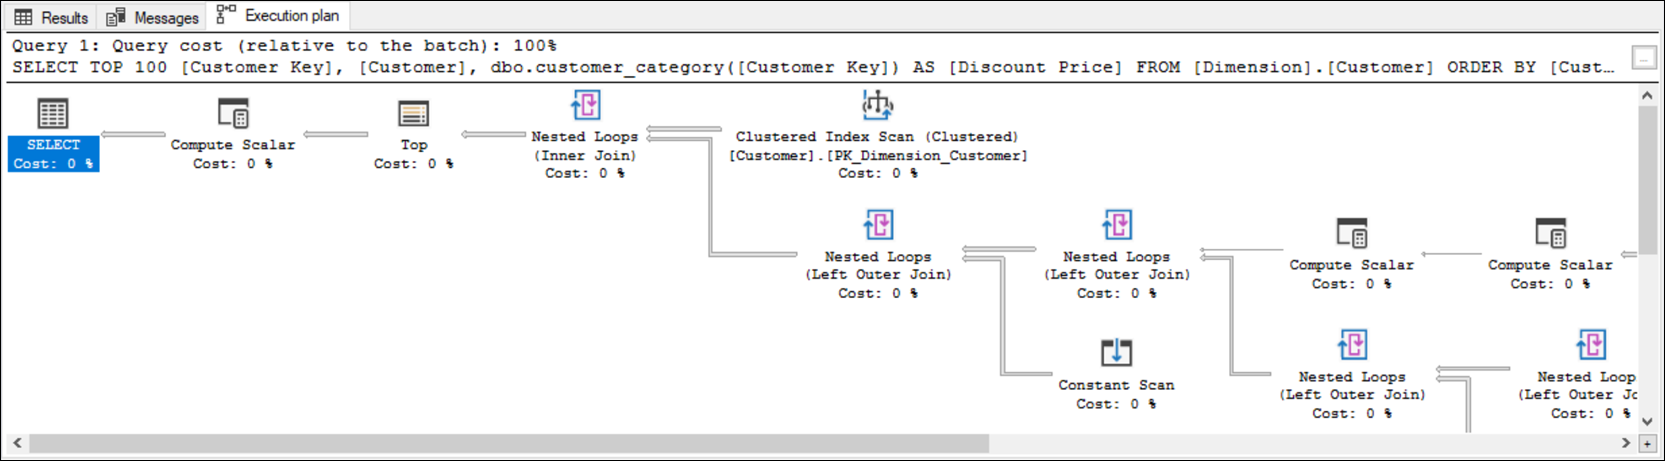 Results Messages Execution plan
Query 1: Query cost (relative to the batch): 100%
SELECT TOP 100 [Customer Key], [Customer], dbo.customer_category([Customer Key]) AS [Discount Price] FROM [Dimension].[Customer] ORDER BY [Cust...
...
SELECT
Cost: 0 %
Compute Scalar
Cost: 0 %
Top
Cost: 0 %
Nested Loops
(Inner Join)
Cost: 0 %
Clustered Index Scan (Clustered)
[Customer].[PK_Dimension_Customer]
Cost: 0 %
Nested Loops
(Left Outer Join)
Cost: 0 %
Nested Loops
(Left Outer Join)
Cost: 0 %
Compute Scalar
Cost: 0 %
Compute Scalar
Cost: 0 %
Constant Scan
Cost: 0 %
Nested Loops
(Left Outer Join)
Cost: 0 %
Nested Loop
(Left Outer Jo
Cost: 0 %